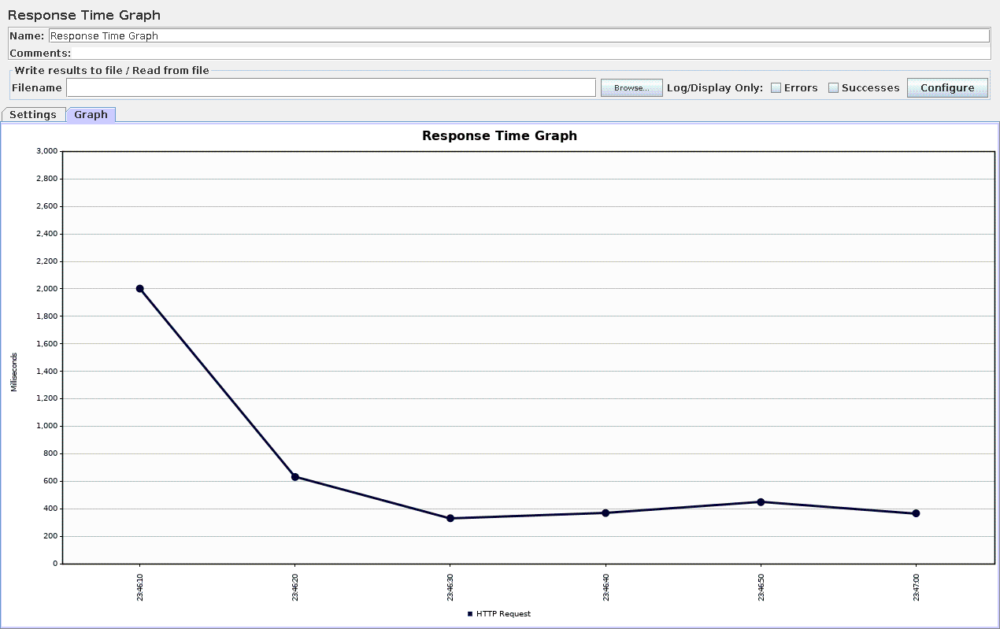 Response Time Graph
Name: Response Time Graph
Comments:
Write results to file / Read from file
Filename Browse... Log/Display Only: Errors Successes Configure
Settings Graph
Response Time Graph
3,000
2,800
2,600
2,400
2,200
2,000
1,800
1,600
1,400
1,200
1,000
800
600
400
200
0
Milliseconds
23:46:10 23:46:20 23:46:30 23:46:40 23:46:50 23:47:00
HTTP Request